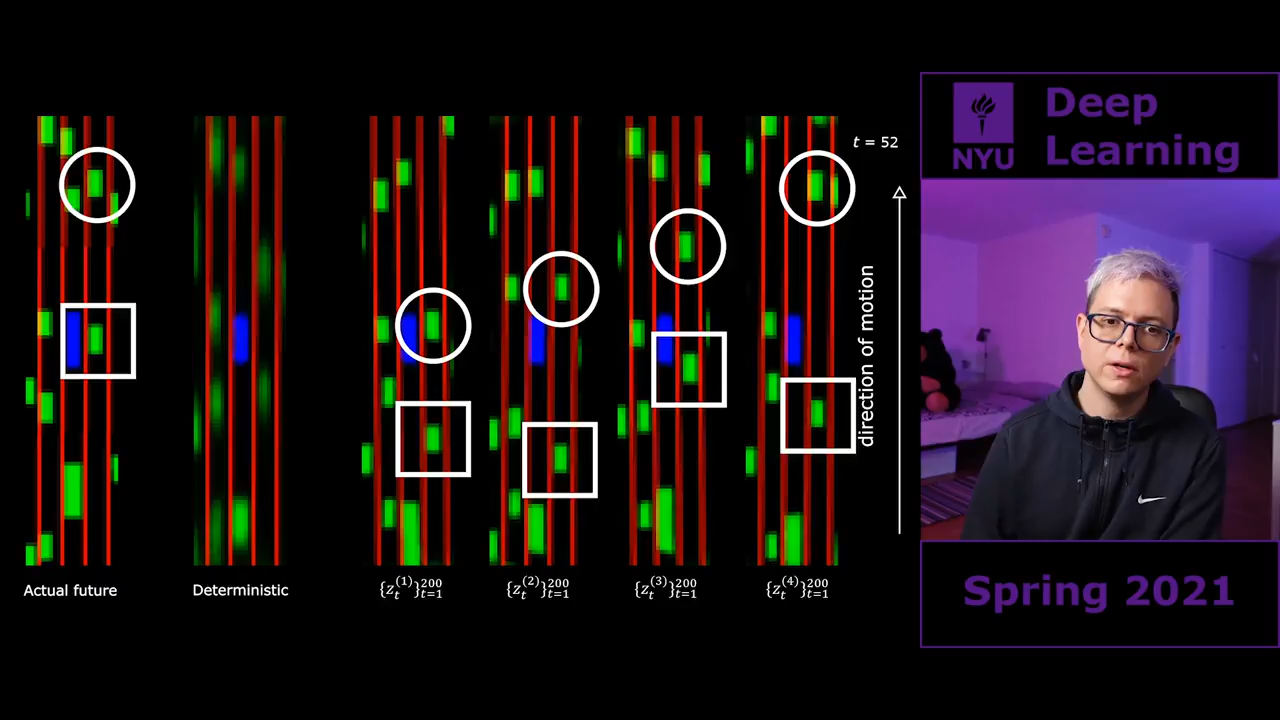 t = 52
direction of motion
Actual future
Deterministic
{z_t^{(1)}}_{t=1}^{200}
{z_t^{(2)}}_{t=1}^{200}
{z_t^{(3)}}_{t=1}^{200}
{z_t^{(4)}}_{t=1}^{200}
NYU
Deep
Learning
Spring 2021